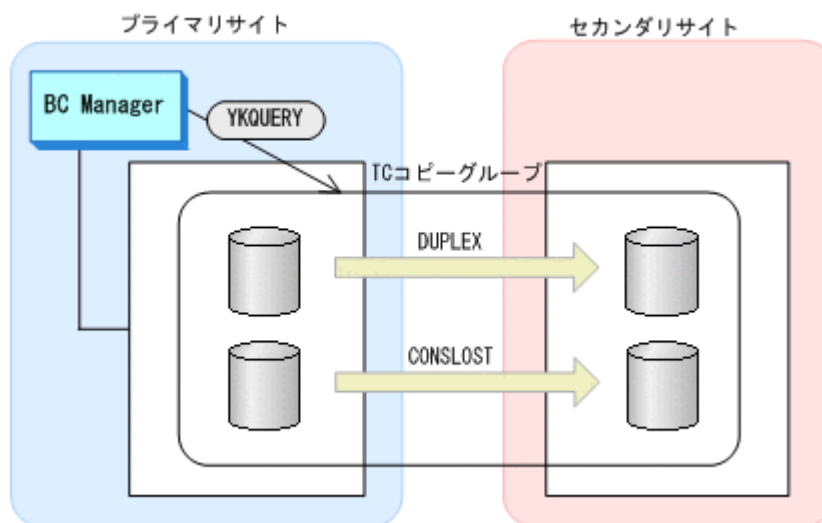 プライマリサイト
セカンダリサイト
BC Manager
YKQUERY
TCコピーグループ
DUPLEX
CONSLOST